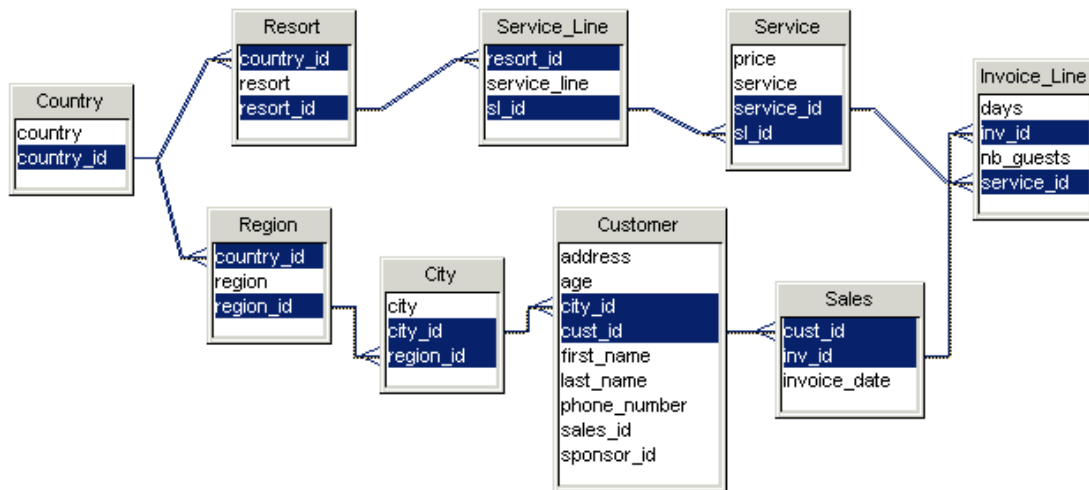 Country
country
country_id
Resort
country_id
resort
resort_id
Service_Line
resort_id
service_line
sl_id
Service
price
service
service_id
sl_id
Invoice_Line
days
inv_id
nb_guests
service_id
Region
country_id
region
region_id
City
city
city_id
region_id
Customer
address
age
city_id
cust_id
first_name
last_name
phone_number
sales_id
sponsor_id
Sales
cust_id
inv_id
invoice_date